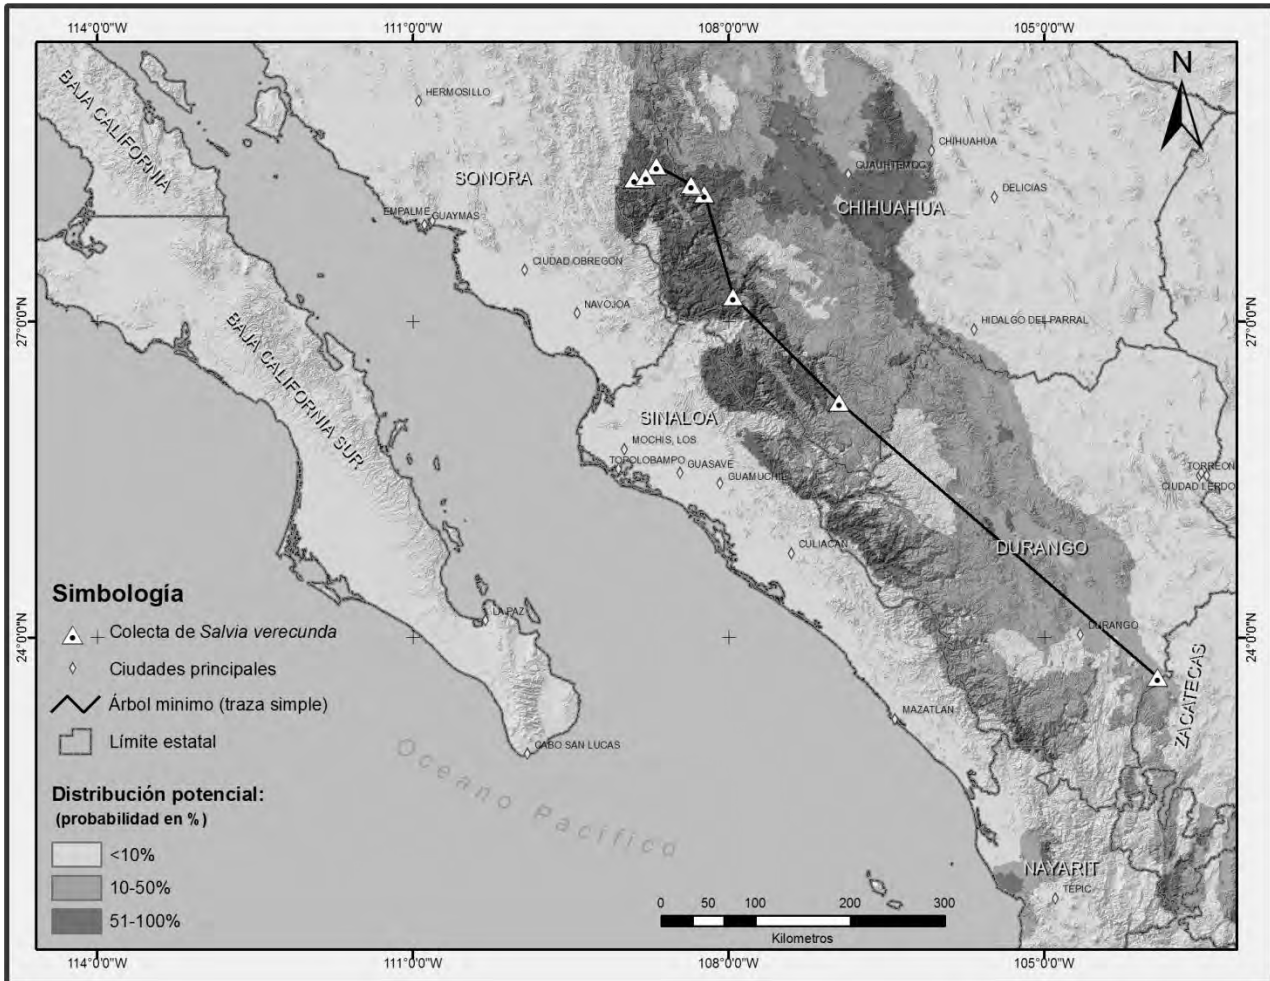 114°0'0"W
111°0'0"W
108°0'0"W
105°0'0"W
N
BAJA CALIFORNIA
HERMOSILLO
SONORA
CHIHUAHUA
CUAUHTEMOC
DELICIAS
CHIHUAHUA
EMPALME
GUAYMAS
CIUDAD OBREGON
NAVOJOA
27°0'0"N
27°0'0"N
HIDALGO DEL PARRAL
BAJA CALIFORNIA SUR
SINALOA
MOCHIS, LOS
TOPOLOBAMPO
GUASAVE
GUAMUCHIL
TORREON
CIUDAD LERDO
CULIACAN
DURANGO
LA PAZ
DURANGO
24°0'0"N
24°0'0"N
ZACATECAS
MAZATLAN
CABO SAN LUCAS
Oceano Pacífico
NAYARIT
TEPIC
Simbología
Colecta de Salvia verecunda
Ciudades principales
Árbol minimo (traza simple)
Límite estatal
Distribución potencial:
(probabilidad en %)
<10%
10-50%
51-100%
0 50 100 200 300
Kilometros
114°0'0"W
111°0'0"W
108°0'0"W
105°0'0"W